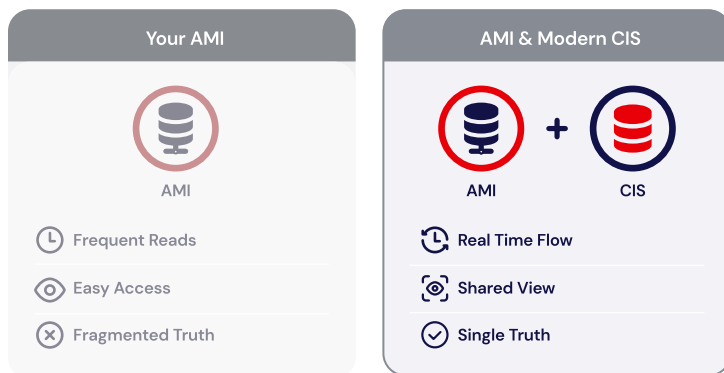 Your AMI
AMI
Frequent Reads
Easy Access
Fragmented Truth
AMI & Modern CIS
AMI
CIS
Real Time Flow
Shared View
Single Truth